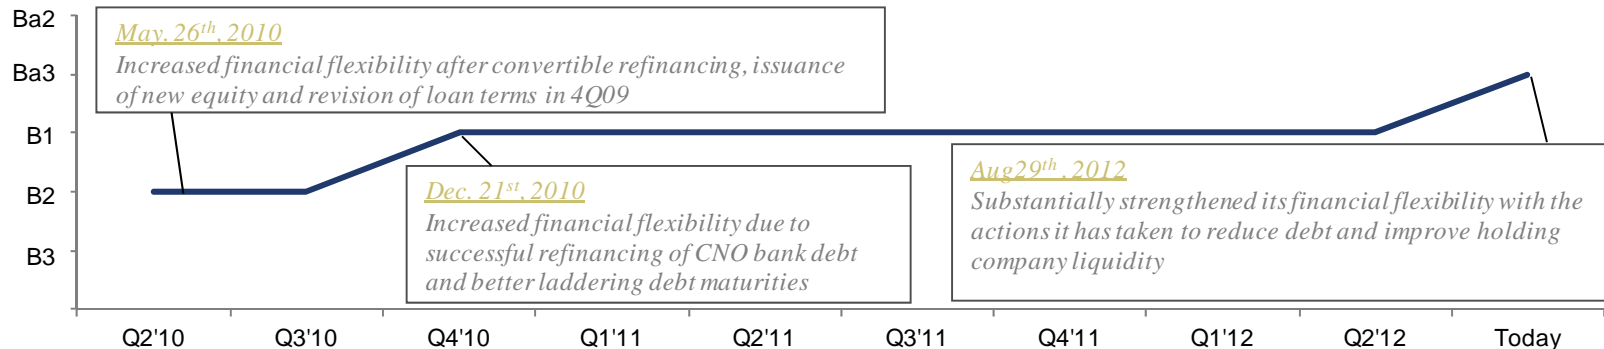 Ba2
Ba3
B1
B2
B3
May. 26th, 2010
Increased financial flexibility after convertible refinancing, issuance
of new equity and revision of loan terms in 4Q09
Dec. 21st, 2010
Increased financial flexibility due to
successful refinancing of CNO bank debt
and better laddering debt maturities
Aug29th, 2012
Substantially strengthened its financial flexibility with the
actions it has taken to reduce debt and improve holding
company liquidity
Q2'10 Q3'10 Q4'10 Q1'11 Q2'11 Q3'11 Q4'11 Q1'12 Q2'12 Today